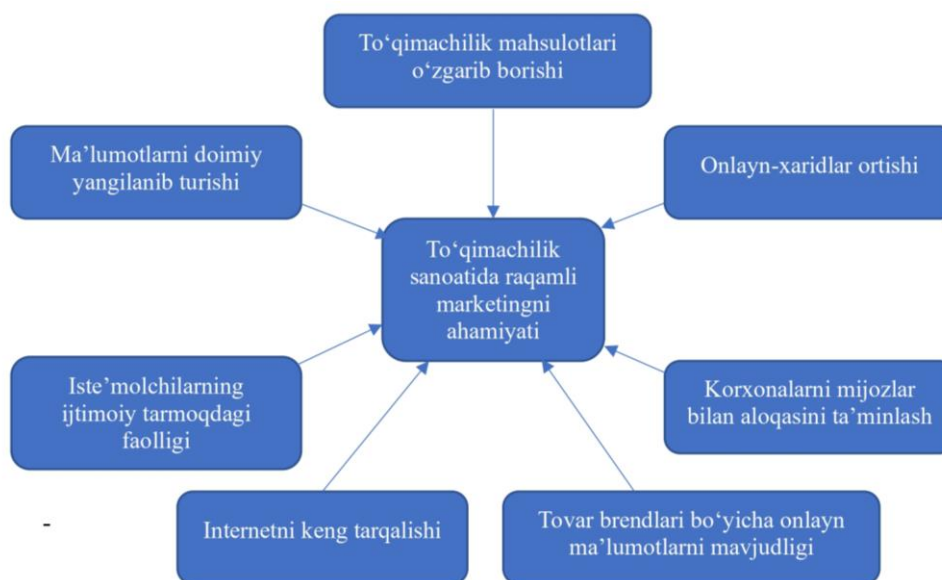 To‘qimachilik mahsulotlari
o‘zgarib borishi
Ma’lumotlarni doimiy
yangilanib turishi
Onlayn-xaridlar ortishi
To‘qimachilik
sanoatida raqamli
marketingni
ahamiyati
Iste’molchilarning
ijtimoiy tarmoqdagi
faolligi
Korxonalarni mijozlar
bilan aloqasini ta’minlash
-
Internetni keng tarqalishi
Tovar brendlari bo‘yicha onlayn
ma’lumotlarni mavjudligi